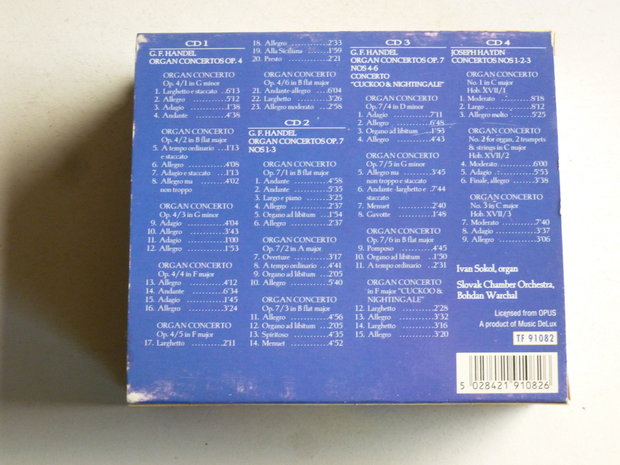 CD 1
G. F. HANDEL
ORGAN CONCERTOS OP. 4
ORGAN CONCERTO
Op. 4/1 in G minor
1. Larghetto e staccato ...6'13
2. Allegro ...5'12
3. Adagio ...1'38
4. Andante ...4'38
ORGAN CONCERTO
Op. 4/2 in B flat major
5. A tempo ordinario ...1'13
e staccato
6. Allegro ...4'08
7. Adagio e staccato ...1'13
8. Allegro ma ...4'02
non troppo
ORGAN CONCERTO
Op. 4/3 in G minor
9. Adagio ...4'04
10. Allegro ...3'43
11. Adagio ...1'00
12. Allegro ...1'53
ORGAN CONCERTO
Op. 4/4 in F major
13. Allegro ...4'12
14. Andante ...6'34
15. Adagio ...1'45
16. Allegro ...3'24
ORGAN CONCERTO
Op. 4/5 in F major
17. Larghetto ...2'11
18. Allegro ...2'33
19. Alla Siciliana ...1'59
20. Presto ...2'21
ORGAN CONCERTO
Op. 4/6 in B flat major
21. Andante-allegro ...6'04
22. Larghetto ...3'26
23. Allegro moderato ...2'58
CD 2
G. F. HANDEL
ORGAN CONCERTOS OP. 7
NOS 1-3
ORGAN CONCERTO
Op. 7/1 in B flat major
1. Andante ...4'58
2. Andante ...5'35
3. Largo e piano ...3'25
4. Allegro ...2'37
5. Organo ad libitum ...1'54
6. Allegro ...2'37
ORGAN CONCERTO
Op. 7/2 in A major
7. Overture ...3'17
8. A tempo ordinario ...4'41
9. Organo ad libitum ...2'05
10. Allegro ...5'40
ORGAN CONCERTO
Op. 7/3 in B flat major
11. Allegro ...4'56
12. Organo ad libitum ...2'05
13. Spiritoso ...4'35
14. Menuet ...4'52
CD 3
G. F. HANDEL
ORGAN CONCERTOS OP. 7
NOS 4-6
CONCERTO
"CUCKOO & NIGHTINGALE"
ORGAN CONCERTO
Op. 7/4 in D minor
1. Adagio ...7'11
2. Allegro ...6'48
3. Organo ad libitum ...1'53
4. Allegro ...4'43
ORGAN CONCERTO
Op. 7/5 in G minor
5. Allegro ma ...3'45
non troppo e staccato
6. Andante larghetto e ...7'44
staccato
7. Menuet ...2'40
8. Gavotte ...1'48
ORGAN CONCERTO
Op. 7/6 in B flat major
9. Pomposo ...4'45
10. Organo ad libitum ...1'50
11. A tempo ordinario ...2'31
ORGAN CONCERTO
in F major "CUCKOO &
NIGHTINGALE"
12. Larghetto ...2'28
13. Allegro ...3'32
14. Larghetto ...3'16
15. Allegro ...3'20
CD 4
JOSEPH HAYDN
CONCERTOS NOS 1-2-3
ORGAN CONCERTO
No. 1 in C major
Hob. XVII/1
1. Moderato ...8'18
2. Largo ...8'12
3. Allegro molto ...5'25
ORGAN CONCERTO
No. 2 for organ, 2 trumpets
& strings in C major
Hob. XVII/2
4. Moderato ...6'00
5. Adagio ...5'53
6. Finale, allegro ...3'38
ORGAN CONCERTO
No. 3 in C major
Hob. XVII/3
7. Moderato ...7'40
8. Adagio ...3'37
9. Allegro ...3'06
Ivan Sokol, organ
Slovak Chamber Orchestra,
Bohdan Warchal
Licensed from OPUS
A product of Music DeLux
TF 91082
5 028421 910826